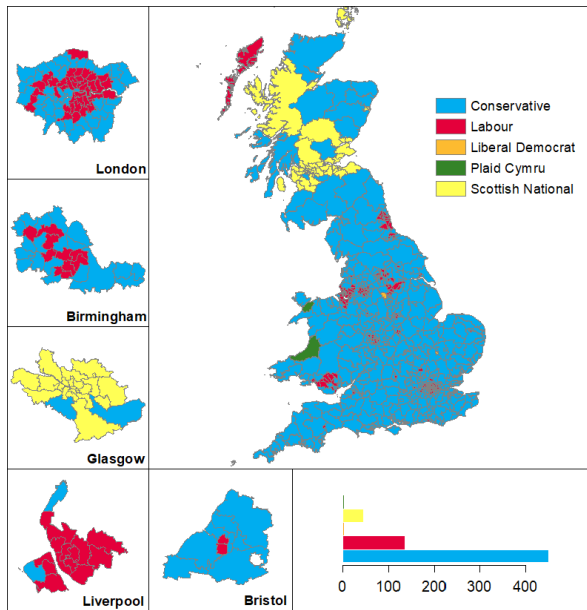 London
Conservative
Labour
Liberal Democrat
Plaid Cymru
Scottish National
Birmingham
Glasgow
Liverpool
Bristol
0 100 200 300 400